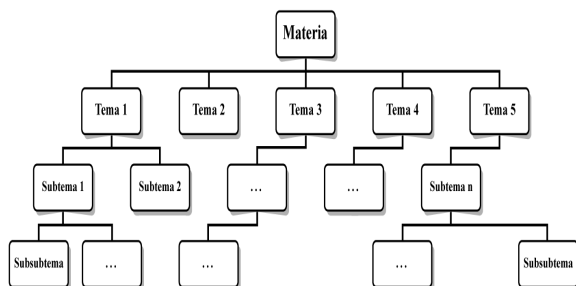 Materia
Tema 1
Tema 2
Tema 3
Tema 4
Tema 5
Subtema 1
Subtema 2
...
...
Subtema n
Subsubtema
...
...
...
Subsubtema